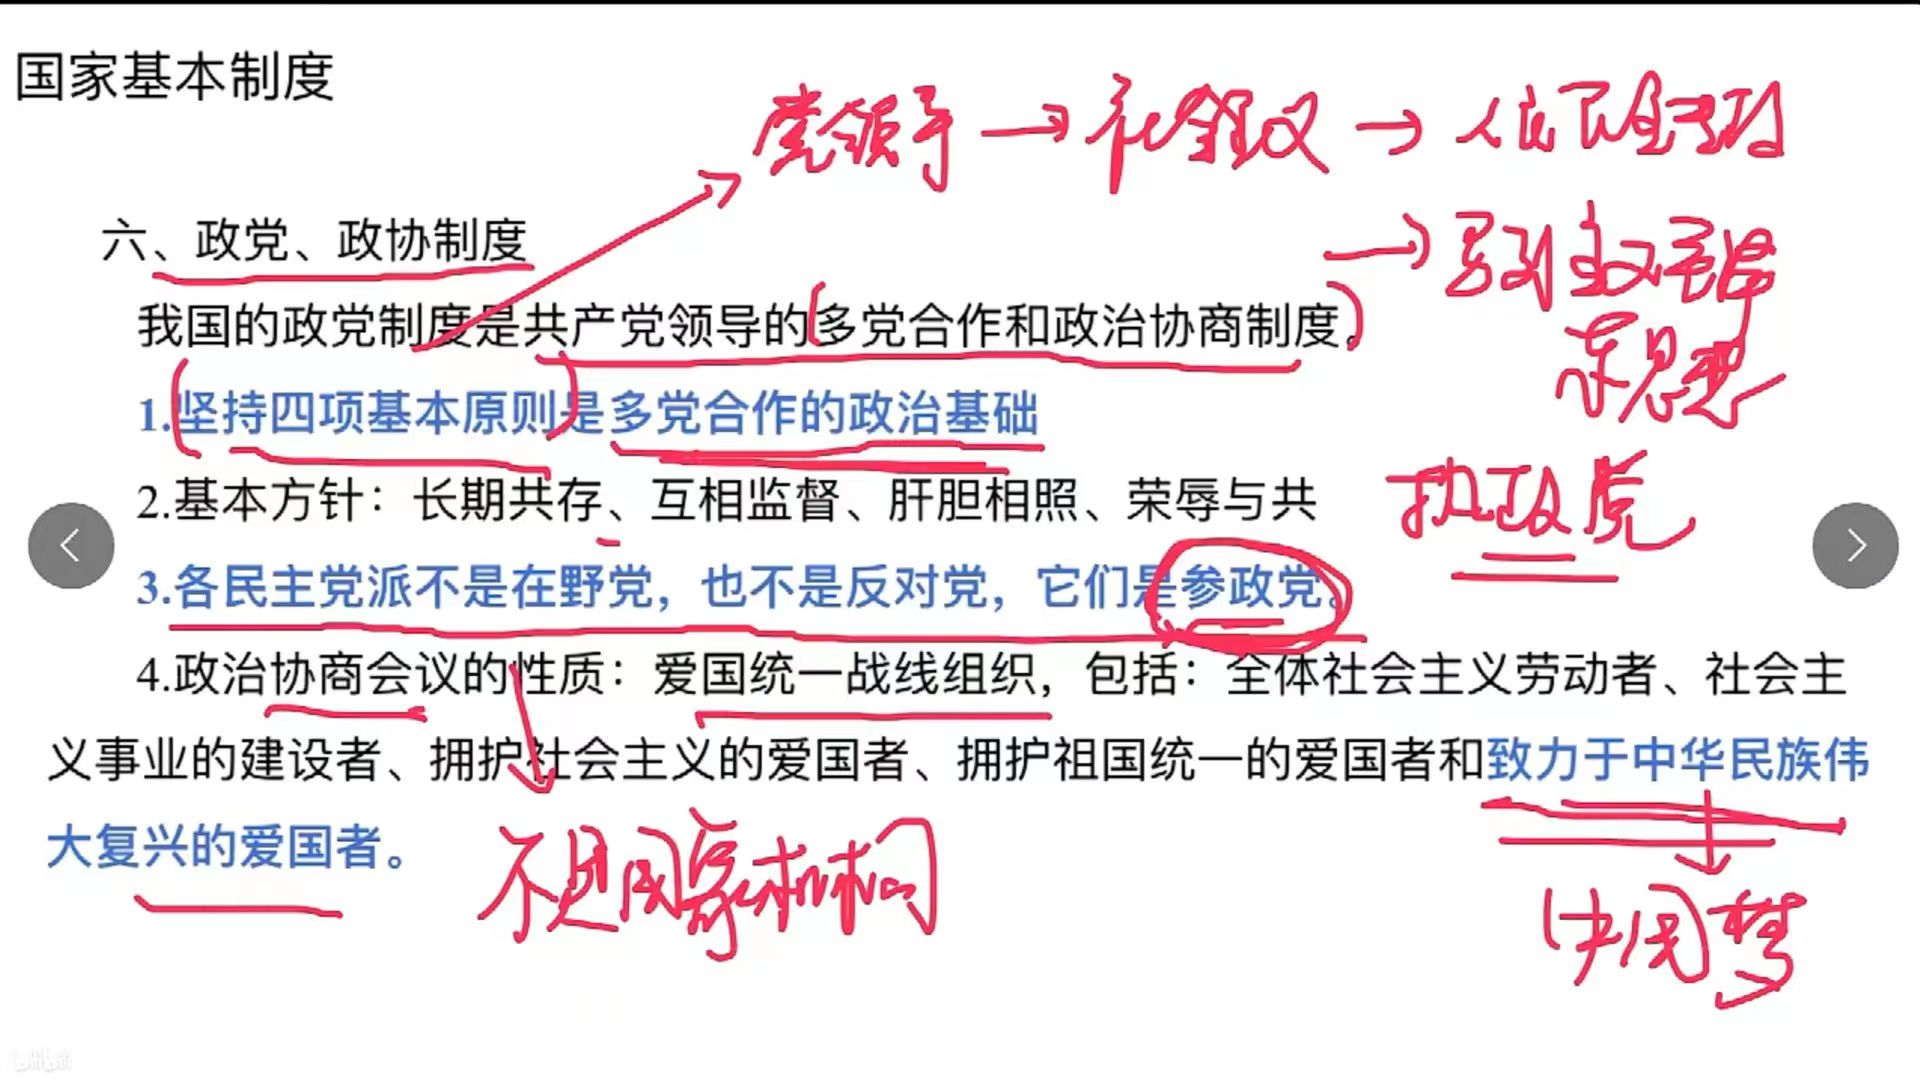 国家基本制度
党领导→社会主义→人民民主专政
六、政党、政协制度
→马列主义毛泽东思想
我国的政党制度是共产党领导的(多党合作和政治协商制度。)
1.(坚持四项基本原则)是多党合作的政治基础
2.基本方针：长期共存、互相监督、肝胆相照、荣辱与共
执政党
3.各民主党派不是在野党，也不是反对党，它们是参政党。
4.政治协商会议的性质：爱国统一战线组织，包括：全体社会主义劳动者、社会主
义事业的建设者、拥护社会主义的爱国者、拥护祖国统一的爱国者和致力于中华民族伟
大复兴的爱国者。
不是国家机构
中国梦